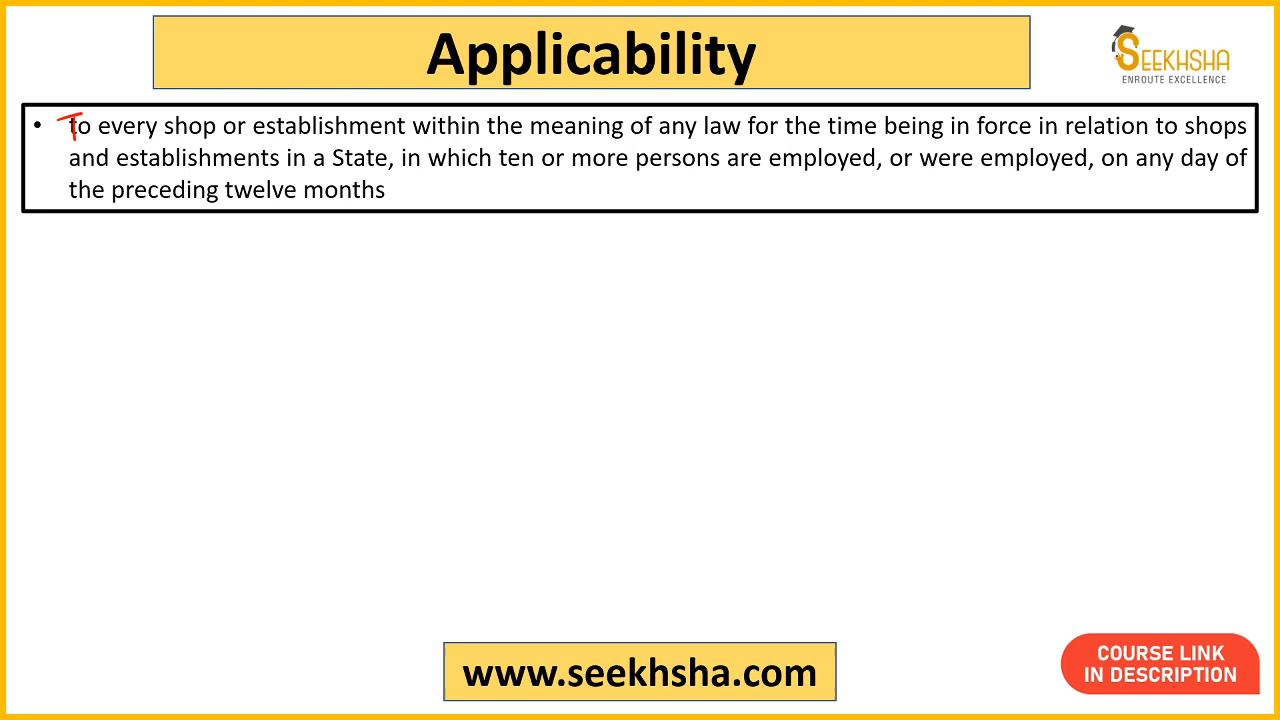 Applicability
SEEKHSHA
ENROUTE EXCELLENCE
• To every shop or establishment within the meaning of any law for the time being in force in relation to shops
and establishments in a State, in which ten or more persons are employed, or were employed, on any day of
the preceding twelve months
www.seekhsha.com
COURSE LINK
IN DESCRIPTION